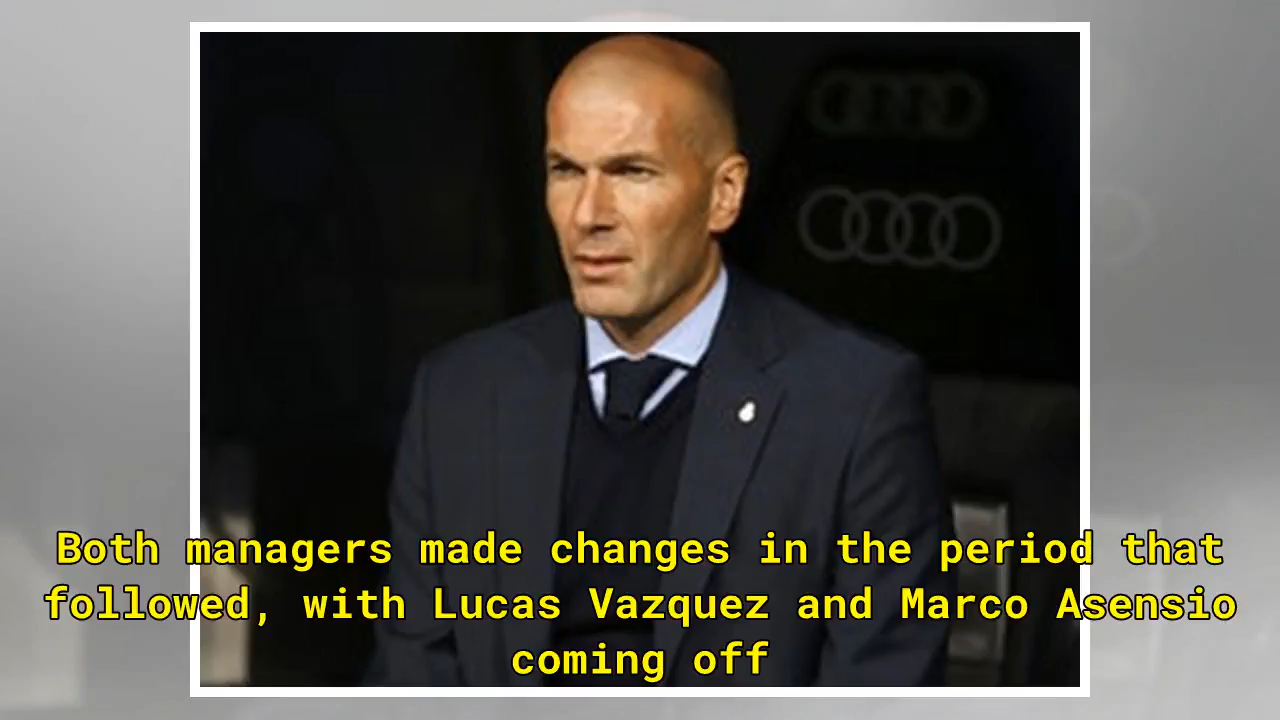 Both managers made changes in the period that
followed, with Lucas Vazquez and Marco Asensio
coming off